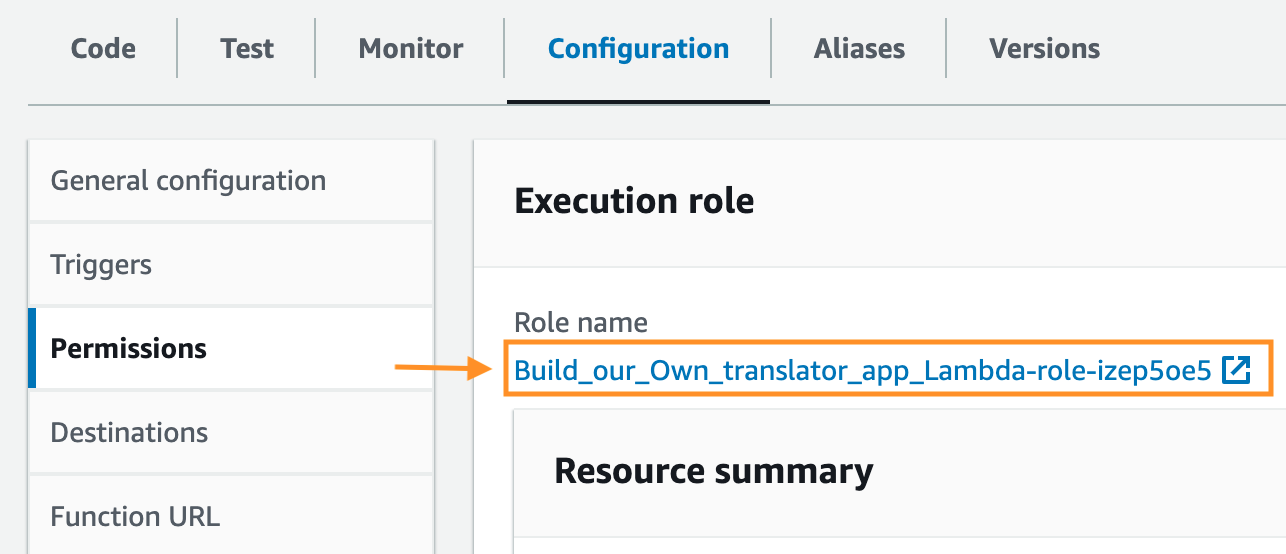 Code Test Monitor Configuration Aliases Versions
General configuration
Triggers
Permissions
Destinations
Function URL
Execution role
Role name
Build_our_Own_translator_app_Lambda-role-izep5oe5
Resource summary